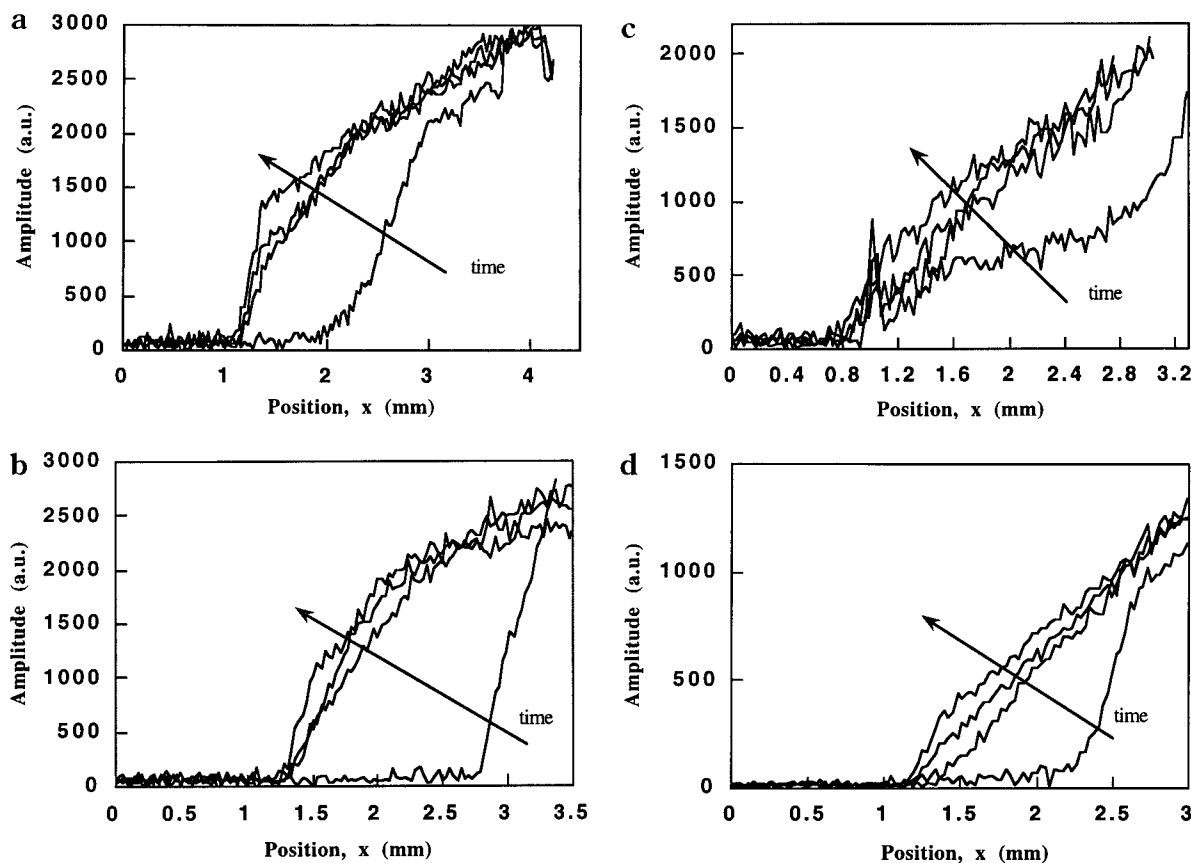 a
3000
2500
2000
1500
1000
500
0
Amplitude (a.u.)
time
0 1 2 3 4
Position, x (mm)
c
2000
1500
1000
500
0
Amplitude (a.u.)
time
0 0.4 0.8 1.2 1.6 2 2.4 2.8 3.2
Position, x (mm)
b
3000
2500
2000
1500
1000
500
0
Amplitude (a.u.)
time
0 0.5 1 1.5 2 2.5 3 3.5
Position, x (mm)
d
1500
1000
500
0
Amplitude (a.u.)
time
0 0.5 1 1.5 2 2.5 3
Position, x (mm)